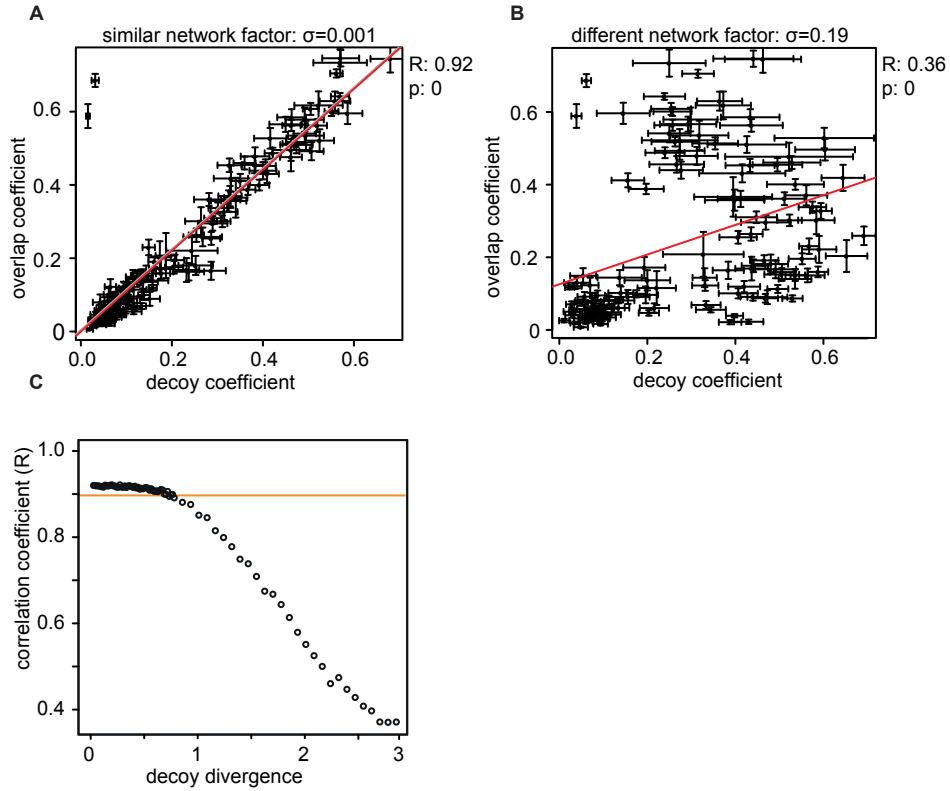 A
similar network factor: σ=0.001
R: 0.92
p: 0
overlap coefficient
0.6
0.4
0.2
0
0.0 0.2 0.4 0.6
decoy coefficient
B
different network factor: σ=0.19
R: 0.36
p: 0
overlap coefficient
0.6
0.4
0.2
0
0.0 0.2 0.4 0.6
decoy coefficient
C
correlation coefficient (R)
1.0
0.8
0.6
0.4
0 1 2 3
decoy divergence